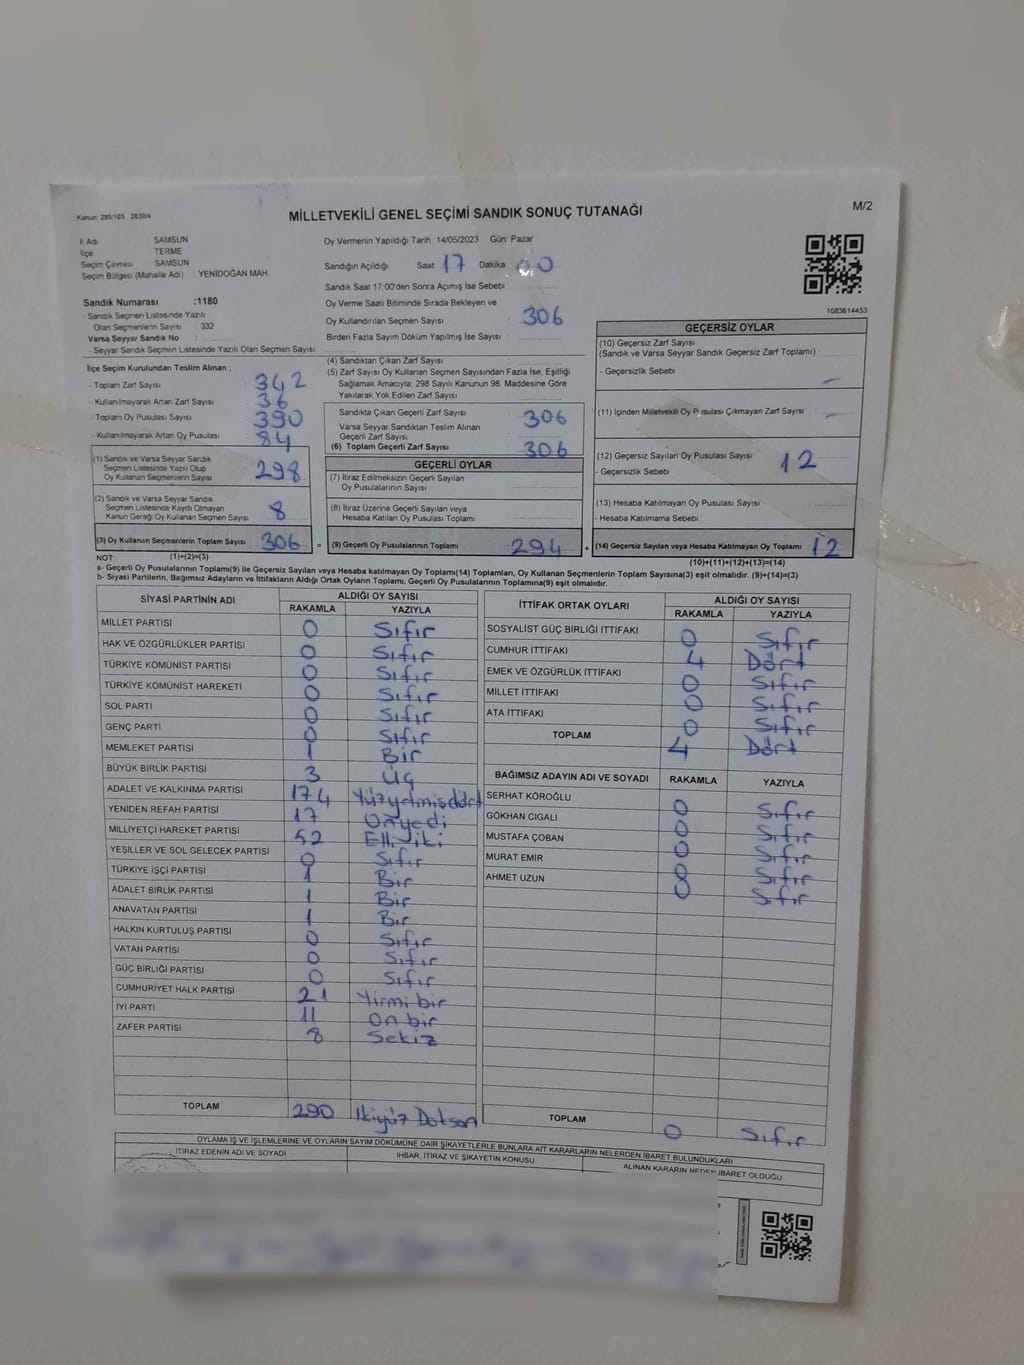 Kanun: 298/105 : 2839/4
MİLLETVEKİLİ GENEL SEÇİMİ SANDIK SONUÇ TUTANAĞI
M/2
İl Adı SAMSUN
İlçe TERME
Seçim Çevresi SAMSUN
Seçim Bölgesi (Mahalle Adı) : YENİDOĞAN MAH.
Oy Vermenin Yapıldığı Tarih : 14/05/2023 Gün: Pazar
Sandığın Açıldığı Saat : 17 Dakika : 00
Sandık Saat 17:00'den Sonra Açımış İse Sebebi
Oy Verme Saati Bitiminde Sırada Bekleyen ve
Oy Kullandırılan Seçmen Sayısı 306
Birden Fazla Sayım Döküm Yapılmış İse Sayısı
1083614453
Sandık Numarası :1180
- Sandık Seçmen Listesinde Yazılı
Olan Seçmenlerin Sayısı : 332
Varsa Seyyar Sandık No
- Seyyar Sandık Seçmen Listesinde Yazılı Olan Seçmen Sayısı:
İlçe Seçim Kurulundan Teslim Alınan ;
- Toplam Zarf Sayısı 342
- Kullanılmayarak Artan Zarf Sayısı 36
- Toplam Oy Pusulası Sayısı 390
- Kullanılmayarak Artan Oy Pusulası 84
(1) Sandık ve Varsa Seyyar Sandık
Seçmen Listesinde Yazılı Olup
Oy Kullanan Seçmenlerin Sayısı 298
(2) Sandık ve Varsa Seyyar Sandık
Seçmen Listesinde Kaydı Olmayan
Kanun Gereği Oy Kullanan Seçmen Sayısı 8
(3) Oy Kullanan Seçmenlerin Toplam Sayısı 306 =
(4) Sandıktan Çıkan Zarf Sayısı
(5) Zarf Sayısı Oy Kullanan Seçmen Sayısından Fazla İse, Eşitliği
Sağlamak Amacıyla, 298 Sayılı Kanunun 98. Maddesine Göre
Yakılarak Yok Edilen Zarf Sayısı
Sandıkta Çıkan Geçerli Zarf Sayısı 306
Varsa Seyyar Sandıktan Teslim Alınan
Geçerli Zarf Sayısı
(6) Toplam Geçerli Zarf Sayısı 306
GEÇERLİ OYLAR
(7) İtiraz Edilmeksizin Geçerli Sayılan
Oy Pusulalarının Sayısı
(8) İtiraz Üzerine Geçerli Sayılan veya
Hesaba Katılan Oy Pusulası Toplamı
(9) Geçerli Oy Pusulalarının Toplamı 294 +
GEÇERSİZ OYLAR
(10) Geçersiz Zarf Sayısı
(Sandık ve Varsa Seyyar Sandık Geçersiz Zarf Toplamı)
- Geçersizlik Sebebi —
(11) İçinden Milletvekili Oy Pusulası Çıkmayan Zarf Sayısı —
(12) Geçersiz Sayılan Oy Pusulası Sayısı 12
- Geçersizlik Sebebi
(13) Hesaba Katılmayan Oy Pusulası Sayısı
- Hesaba Katılmama Sebebi
(14) Geçersiz Sayılan veya Hesaba Katılmayan Oy Toplamı 12
NOT: (1)+(2)=(3)
(10)+(11)+(12)+(13)=(14)
a- Geçerli Oy Pusulasının Toplamı(9) ile Geçersiz Sayılan veya Hesaba katılmayan Oy Toplamı(14) Toplamları, Oy Kullanan Seçmenlerin Toplam Sayısına(3) eşit olmalıdır. (9)+(14)=(3)
b- Siyasi Partilerin, Bağımsız Adayların ve İttifakların Aldığı Ortak Oyların Toplamı, Geçerli Oy Pusulalarının Toplamına(9) eşit olmalıdır.
SİYASİ PARTİNİN ADI
ALDIĞI OY SAYISI
RAKAMLA YAZIYLA
MİLLET PARTİSİ 0 Sıfır
HAK VE ÖZGÜRLÜKLER PARTİSİ 0 Sıfır
TÜRKİYE KOMÜNİST PARTİSİ 0 Sıfır
TÜRKİYE KOMÜNİST HAREKETİ 0 Sıfır
SOL PARTİ 0 Sıfır
GENÇ PARTİ 0 Sıfır
MEMLEKET PARTİSİ 1 Bir
BÜYÜK BİRLİK PARTİSİ 3 Üç
ADALET VE KALKINMA PARTİSİ 174 Yüzyetmişdört
YENİDEN REFAH PARTİSİ 17 Onyedi
MİLLİYETÇİ HAREKET PARTİSİ 52 Elli iki
YEŞİLLER VE SOL GELECEK PARTİSİ 0 Sıfır
TÜRKİYE İŞÇİ PARTİSİ 1 Bir
ADALET BİRLİK PARTİSİ 1 Bir
ANAVATAN PARTİSİ 1 Bir
HALKIN KURTULUŞ PARTİSİ 0 Sıfır
VATAN PARTİSİ 0 Sıfır
GÜÇ BİRLİĞİ PARTİSİ 0 Sıfır
CUMHURİYET HALK PARTİSİ 21 Yirmi bir
İYİ PARTİ 11 On bir
ZAFER PARTİSİ 8 Sekiz
TOPLAM 290 İkiyüz Doksan
İTTİFAK ORTAK OYLARI
ALDIĞI OY SAYISI
RAKAMLA YAZIYLA
SOSYALİST GÜÇ BİRLİĞİ İTTİFAKI 0 Sıfır
CUMHUR İTTİFAKI 4 Dört
EMEK VE ÖZGÜRLÜK İTTİFAKI 0 Sıfır
MİLLET İTTİFAKI 0 Sıfır
ATA İTTİFAKI 0 Sıfır
TOPLAM 4 Dört
BAĞIMSIZ ADAYIN ADI VE SOYADI RAKAMLA YAZIYLA
SERHAT KÖROĞLU 0 Sıfır
GÖKHAN CIGALI 0 Sıfır
MUSTAFA ÇOBAN 0 Sıfır
MURAT EMİR 0 Sıfır
AHMET UZUN 0 Sıfır
TOPLAM 0 Sıfır
OYLAMA İŞ VE İŞLEMLERİNE VE OYLARIN SAYIM DÖKÜMÜNE DAİR ŞİKAYETLERLE BUNLARA AİT KARARLARIN NELERDEN İBARET BULUNDUKLARI
İTİRAZ EDENİN ADI VE SOYADI
İHBAR, İTİRAZ VE ŞİKAYETİN KONUSU
ALINAN KARARIN NEDEN İBARET OLDUĞU